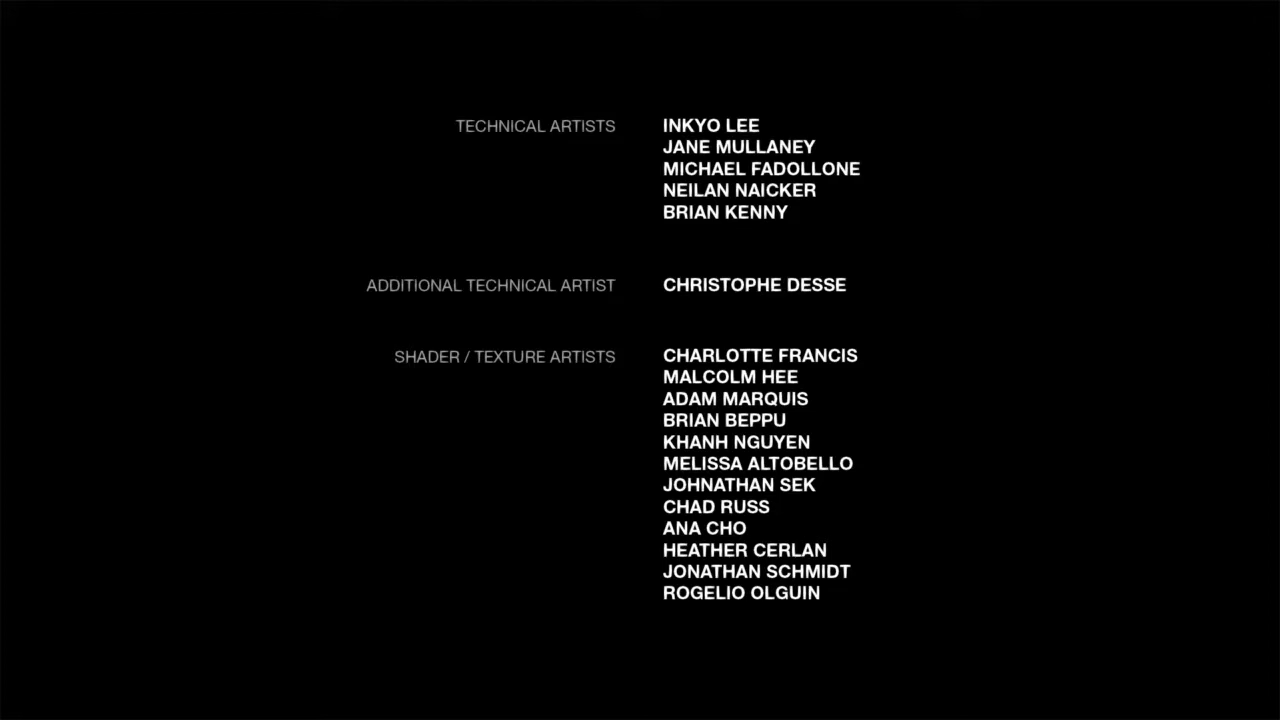 TECHNICAL ARTISTS INKYO LEE
JANE MULLANEY
MICHAEL FADOLLONE
NEILAN NAICKER
BRIAN KENNY
ADDITIONAL TECHNICAL ARTIST CHRISTOPHE DESSE
SHADER / TEXTURE ARTISTS CHARLOTTE FRANCIS
MALCOLM HEE
ADAM MARQUIS
BRIAN BEPPU
KHANH NGUYEN
MELISSA ALTOBELLO
JOHNATHAN SEK
CHAD RUSS
ANA CHO
HEATHER CERLAN
JONATHAN SCHMIDT
ROGELIO OLGUIN